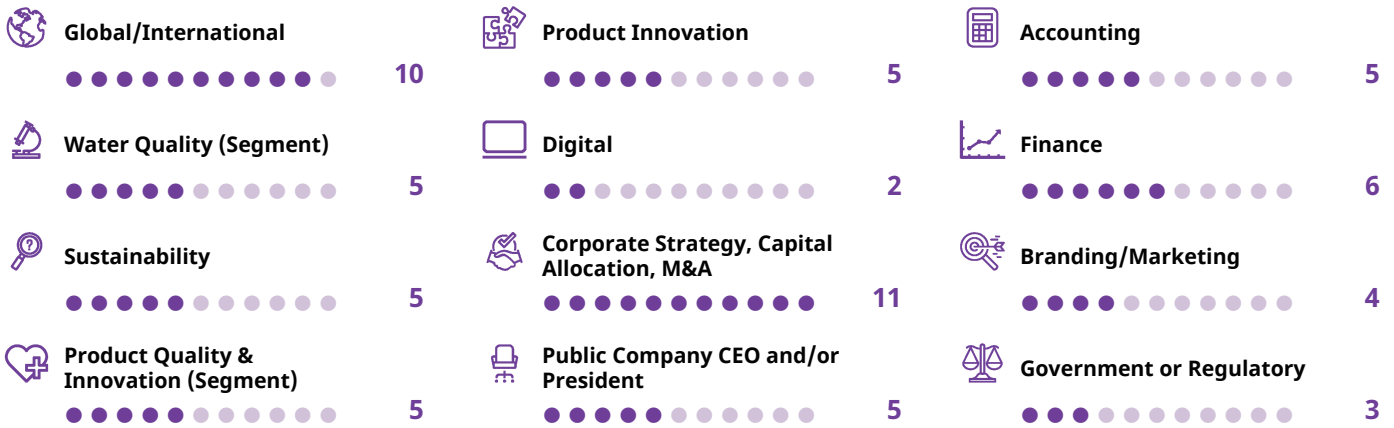 Global/International
10
Product Innovation
5
Accounting
5
Water Quality (Segment)
5
Digital
2
Finance
6
Sustainability
5
Corporate Strategy, Capital
Allocation, M&A
11
Branding/Marketing
4
Product Quality &
Innovation (Segment)
5
Public Company CEO and/or
President
5
Government or Regulatory
3